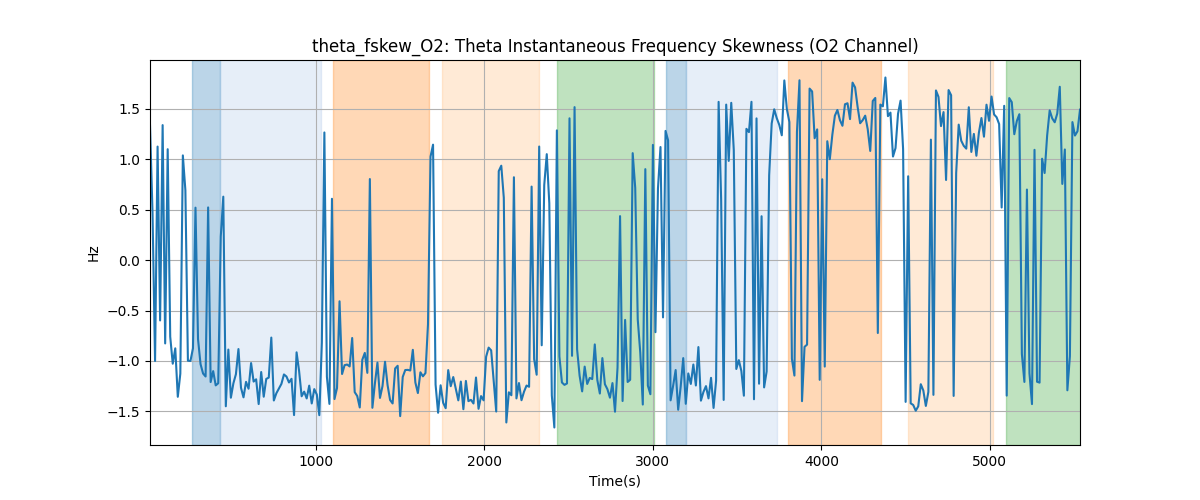 theta_fskew_O2: Theta Instantaneous Frequency Skewness (O2 Channel)
Hz
1.5
1.0
0.5
0.0
−0.5
−1.0
−1.5
1000 2000 3000 4000 5000
Time(s)